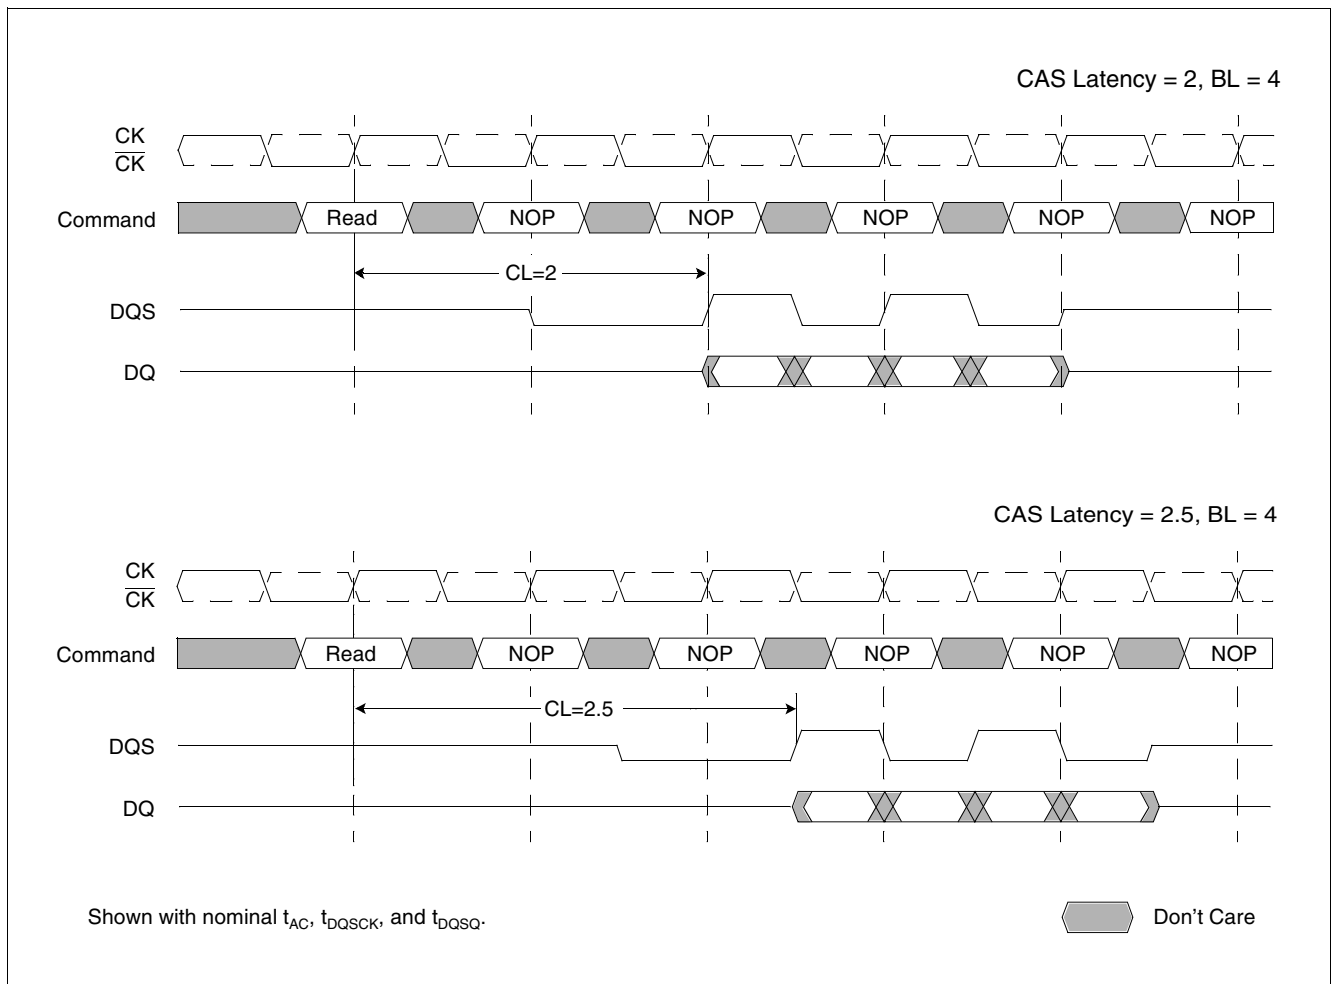 CAS Latency = 2, BL = 4
CK
CK
Command Read NOP NOP NOP NOP NOP
CL=2
DQS
DQ
CAS Latency = 2.5, BL = 4
CK
CK
Command Read NOP NOP NOP NOP NOP
CL=2.5
DQS
DQ
Shown with nominal tAC, tDQSCK, and tDQSQ.
Don't Care